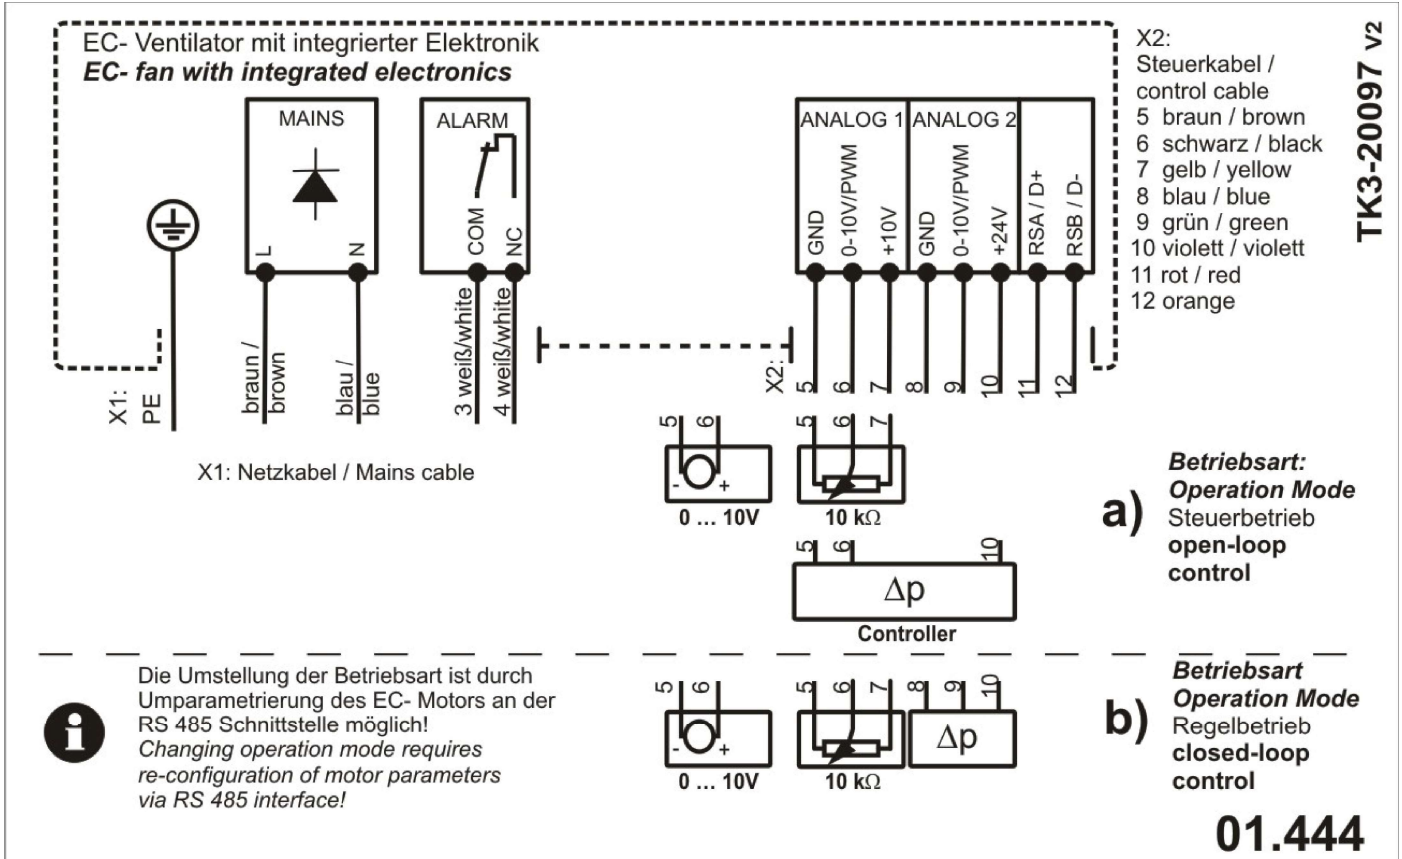 EC- Ventilator mit integrierter Elektronik
EC- fan with integrated electronics
MAINS
L
N
ALARM
COM
NC
ANALOG 1
GND
0-10V/PWM
+10V
ANALOG 2
GND
0-10V/PWM
+24V
RSA / D+
RSB / D-
X2:
Steuerkabel /
control cable
5 braun / brown
6 schwarz / black
7 gelb / yellow
8 blau / blue
9 grün / green
10 violett / violett
11 rot / red
12 orange
TK3-20097 V2
X1:
PE
braun /
brown
blau /
blue
3 weiß/white
4 weiß/white
X2:
5
6
7
8
9
10
11
12
X1: Netzkabel / Mains cable
5
6
- +
0 ... 10V
5
6
7
10 kΩ
5
6
10
Δp
Controller
a)
Betriebsart:
Operation Mode
Steuerbetrieb
open-loop
control
i
Die Umstellung der Betriebsart ist durch
Umparametrierung des EC- Motors an der
RS 485 Schnittstelle möglich!
Changing operation mode requires
re-configuration of motor parameters
via RS 485 interface!
5
6
- +
0 ... 10V
5
6
7
10 kΩ
8
9
10
Δp
b)
Betriebsart
Operation Mode
Regelbetrieb
closed-loop
control
01.444